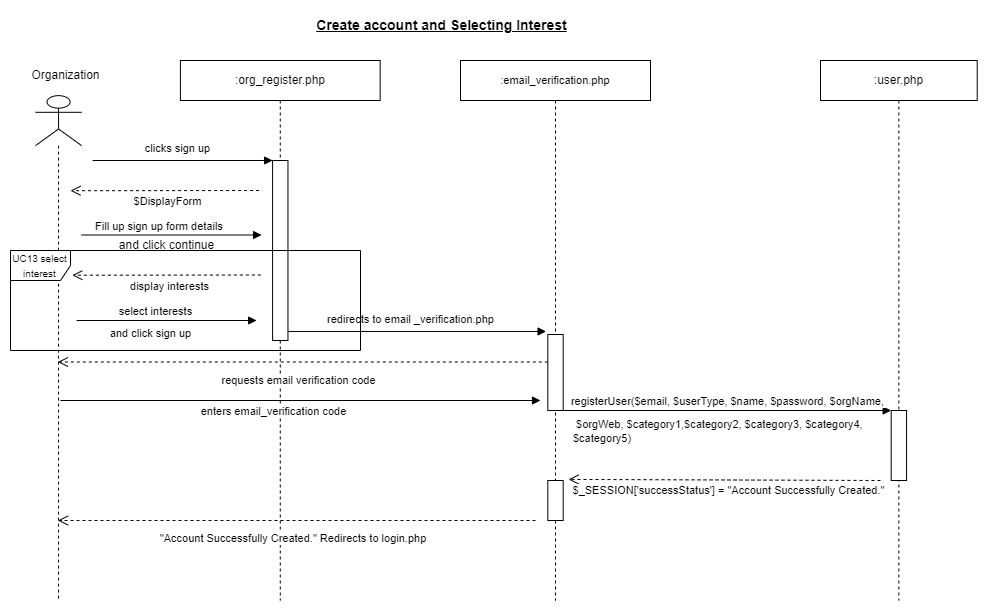 Create account and Selecting Interest
Organization
:org_register.php
:email_verification.php
:user.php
clicks sign up
$DisplayForm
Fill up sign up form details
and click continue
UC13 select
interest
display interests
select interests
and click sign up
redirects to email _verification.php
requests email verification code
enters email_verification code
registerUser($email, $userType, $name, $password, $orgName,
$orgWeb, $category1,$category2, $category3, $category4,
$category5)
$_SESSION['successStatus'] = "Account Successfully Created."
"Account Successfully Created." Redirects to login.php